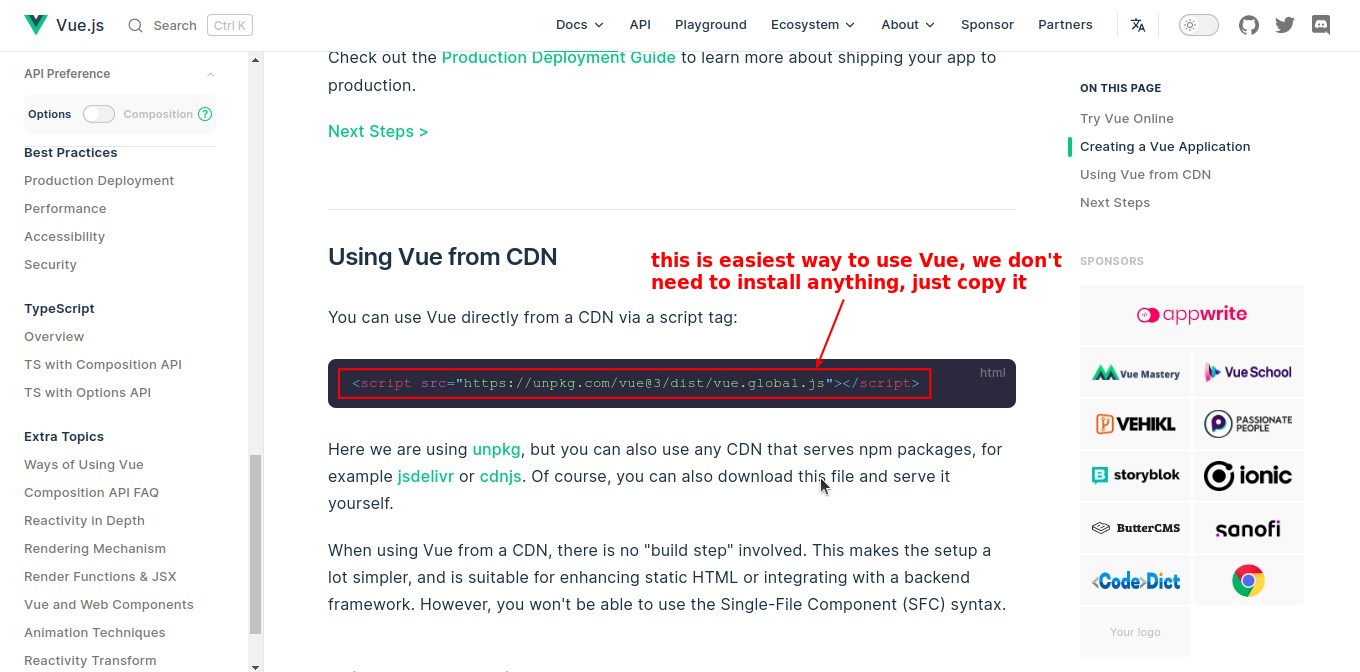 Vue.js
Search
Ctrl K
Docs
API
Playground
Ecosystem
About
Sponsor
Partners
API Preference
Options
Composition ?
Best Practices
Production Deployment
Performance
Accessibility
Security
TypeScript
Overview
TS with Composition API
TS with Options API
Extra Topics
Ways of Using Vue
Composition API FAQ
Reactivity in Depth
Rendering Mechanism
Render Functions & JSX
Vue and Web Components
Animation Techniques
Reactivity Transform
Check out the Production Deployment Guide to learn more about shipping your app to
production.
Next Steps >
Using Vue from CDN
this is easiest way to use Vue, we don't
need to install anything, just copy it
You can use Vue directly from a CDN via a script tag:
html
<script src="https://unpkg.com/vue@3/dist/vue.global.js"></script>
Here we are using unpkg, but you can also use any CDN that serves npm packages, for
example jsdelivr or cdnjs. Of course, you can also download this file and serve it
yourself.
When using Vue from a CDN, there is no "build step" involved. This makes the setup a
lot simpler, and is suitable for enhancing static HTML or integrating with a backend
framework. However, you won't be able to use the Single-File Component (SFC) syntax.
ON THIS PAGE
Try Vue Online
Creating a Vue Application
Using Vue from CDN
Next Steps
SPONSORS
appwrite
Vue Mastery
Vue School
VEHIKL
PASSIONATE
PEOPLE
storyblok
ionic
ButterCMS
sanofi
<Code>Dict
Your logo